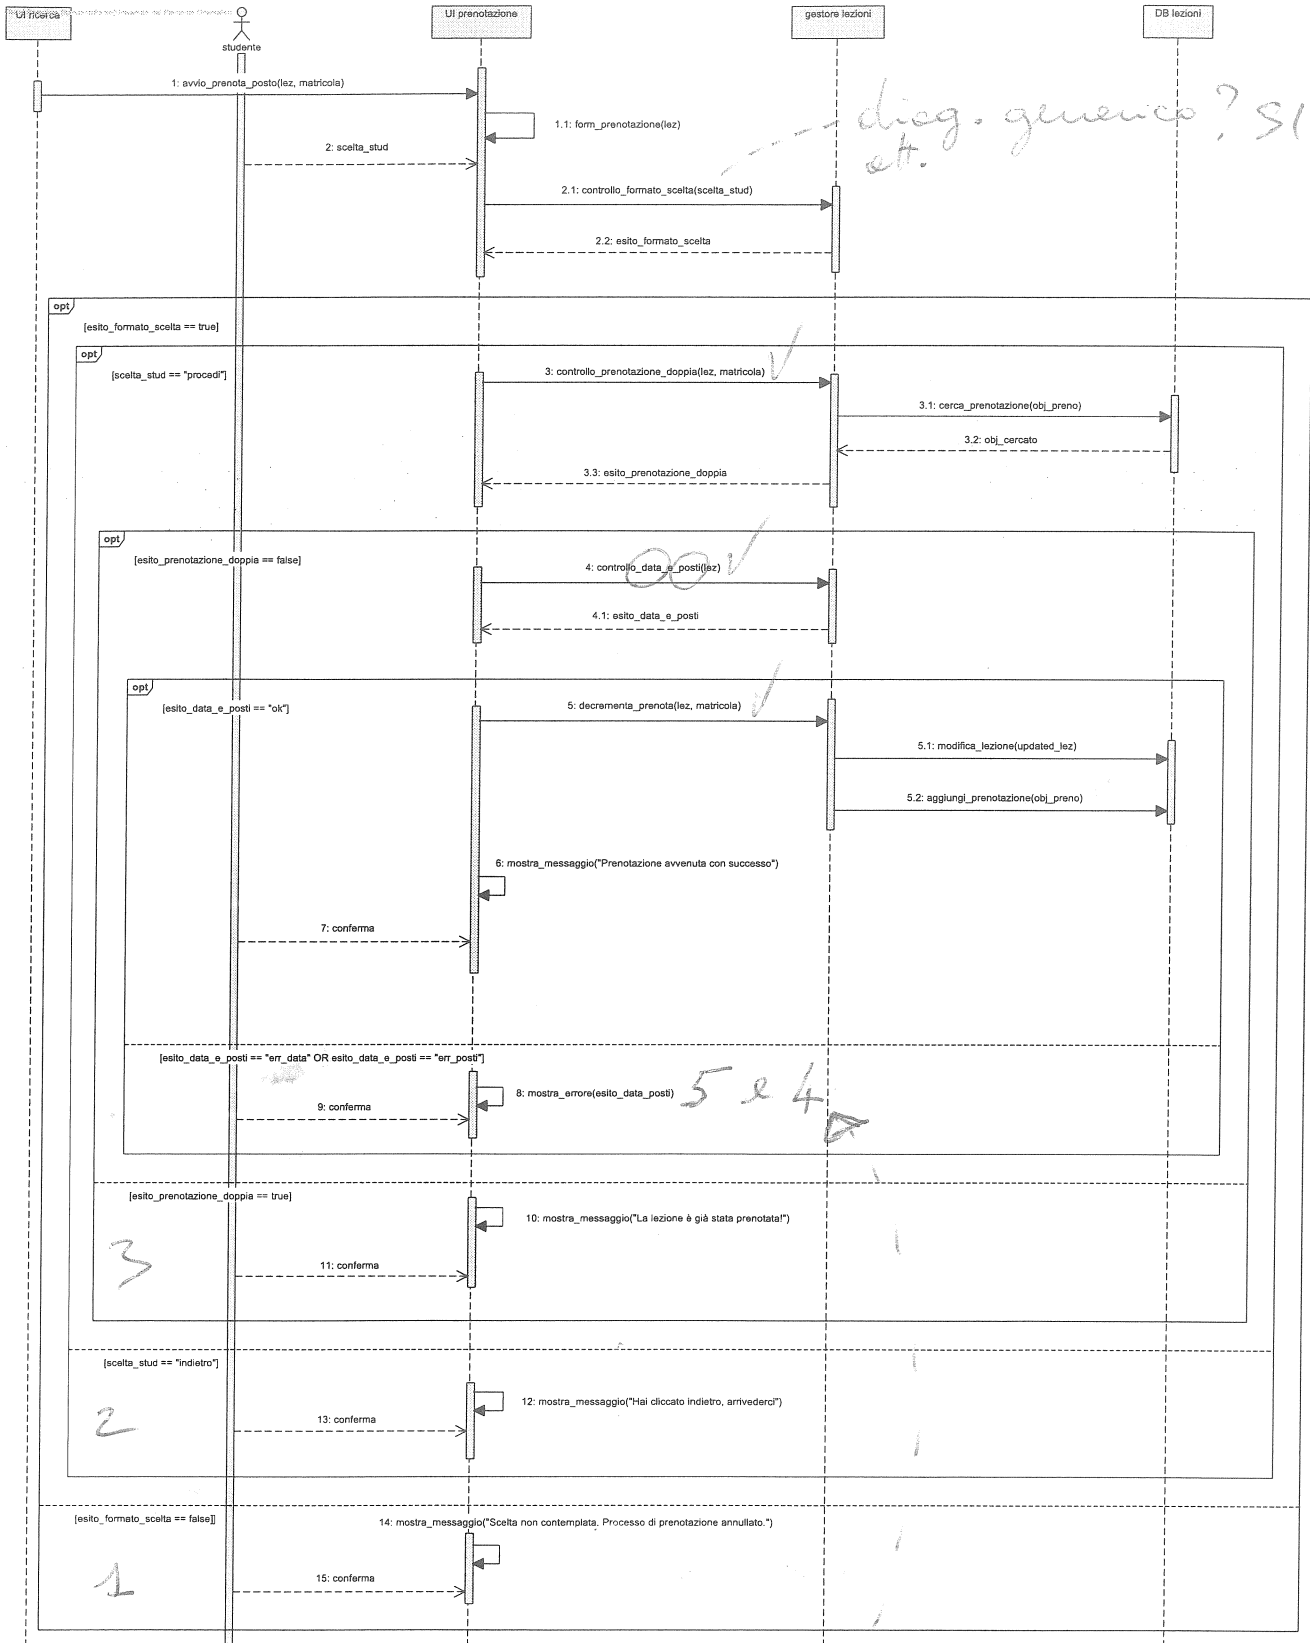 UI ricerca
studente
UI prenotazione
gestore lezioni
DB lezioni
1: avvio_prenota_posto(lez, matricola)
diag. generico? SI
1.1: form_prenotazione(lez)
2: scelta_stud
att.
2.1: controllo_formato_scelta(scelta_stud)
2.2: esito_formato_scelta
opt
[esito_formato_scelta == true]
opt
[scelta_stud == "procedi"]
3: controllo_prenotazione_doppia(lez, matricola)
3.1: cerca_prenotazione(obj_preno)
3.2: obj_cercato
3.3: esito_prenotazione_doppia
opt
[esito_prenotazione_doppia == false]
4: controllo_data_e_posti(lez)
4.1: esito_data_e_posti
opt
[esito_data_e_posti == "ok"]
5: decrementa_prenota(lez, matricola)
5.1: modifica_lezione(updated_lez)
5.2: aggiungi_prenotazione(obj_preno)
6: mostra_messaggio("Prenotazione avvenuta con successo")
7: conferma
[esito_data_e_posti == "err_data" OR esito_data_e_posti == "err_posti"]
8: mostra_errore(esito_data_posti)
5 e 4
9: conferma
[esito_prenotazione_doppia == true]
10: mostra_messaggio("La lezione è già stata prenotata!")
3
11: conferma
[scelta_stud == "indietro"]
12: mostra_messaggio("Hai cliccato indietro, arrivederci")
2
13: conferma
[esito_formato_scelta == false]]
14: mostra_messaggio("Scelta non contemplata. Processo di prenotazione annullato.")
1
15: conferma